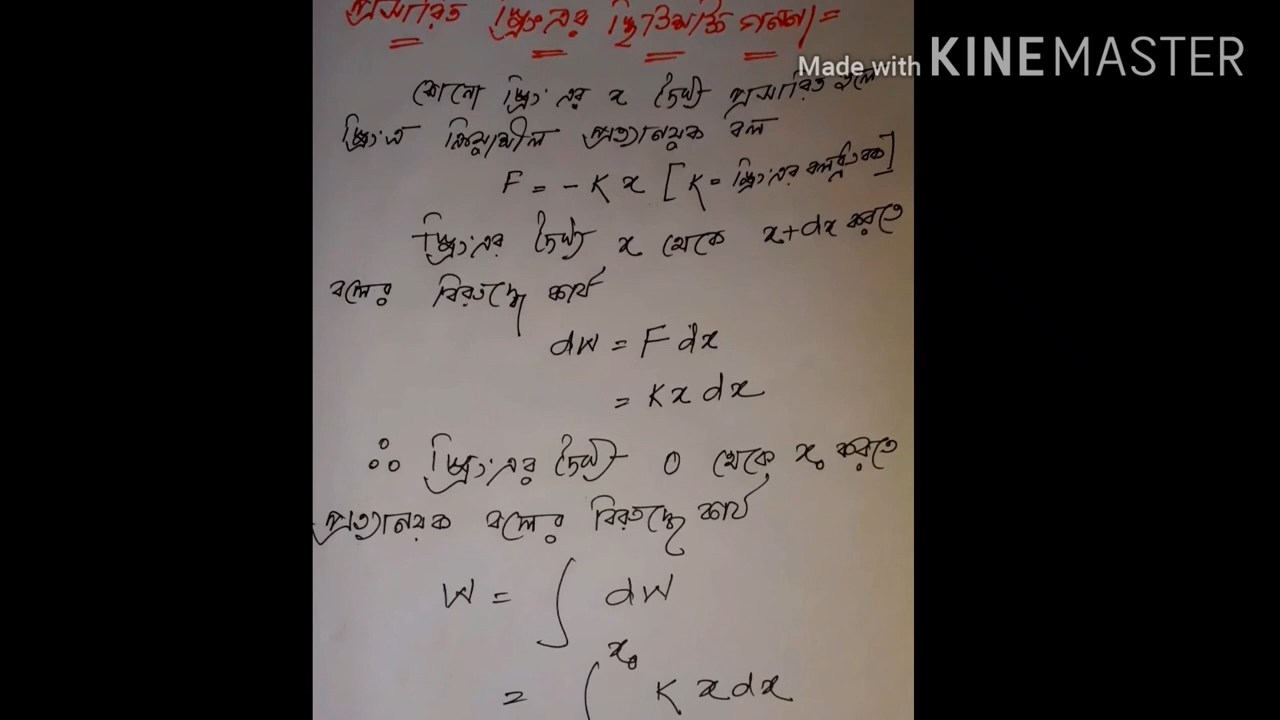 প্রসারিত স্প্রিংএর স্থিতিশক্তি গণনা =
Made with KINEMASTER
কোনো স্প্রিং এর x দৈর্ঘ্য প্রসারিত হলে
স্প্রিংএ ক্রিয়াশীল প্রত্যানয়ক বল
F = - K x [ K = স্প্রিংএর বলধ্রুবক ]
স্প্রিংএর দৈর্ঘ্য x থেকে x+dx করতে
বলের বিরুদ্ধে কার্য
dW = F dx
= Kx dx
∴ স্প্রিংএর দৈর্ঘ্য 0 থেকে x₀ করতে
প্রত্যানয়ক বলের বিরুদ্ধে কার্য
W = ∫ dW
= ∫ x₀ K x dx